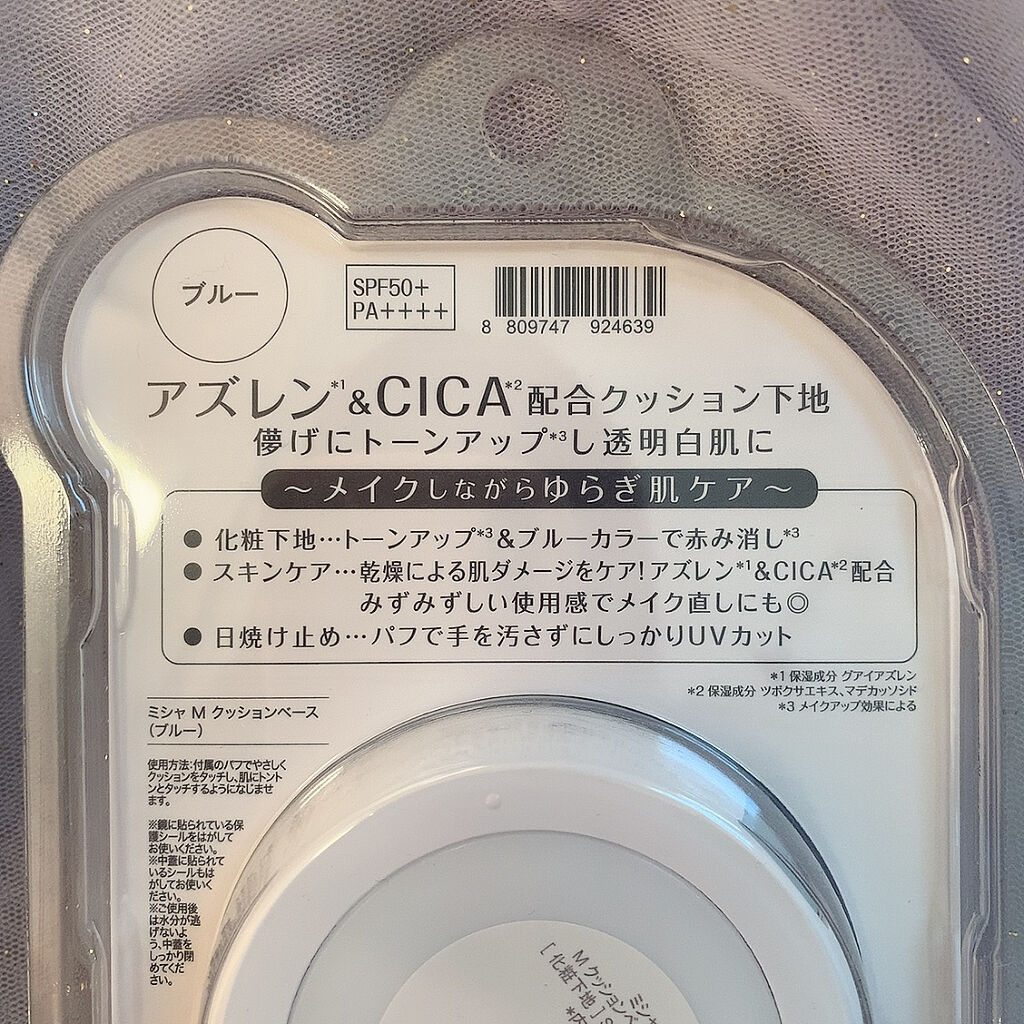 ブルー
SPF50+
PA++++
8 809747 924639
アズレン*1&CICA*2配合クッション下地
儚げにトーンアップ*3し透明白肌に
～メイクしながらゆらぎ肌ケア～
● 化粧下地…トーンアップ*3&ブルーカラーで赤み消し*3
● スキンケア…乾燥による肌ダメージをケア!アズレン*1&CICA*2配合
みずみずしい使用感でメイク直しにも◎
● 日焼け止め…パフで手を汚さずにしっかりUVカット
*1 保湿成分 グアイアズレン
*2 保湿成分 ツボクサエキス、マデカッソシド
*3 メイクアップ効果による
ミシャ M クッションベース
(ブルー)
使用方法:付属のパフでやさしく
クッションをタッチし、肌にトント
ンとタッチするようになじませ
ます。
※鏡に貼られている保
護シールをはがして
お使いください。
※中蓋に貼られて
いるシールもは
がしてお使いく
ださい。
※ご使用後
は水分が逃
げないよ
う、中蓋を
しっかり閉
めてくだ
さい。
ミシャ
M クッションベ
[化粧下地]